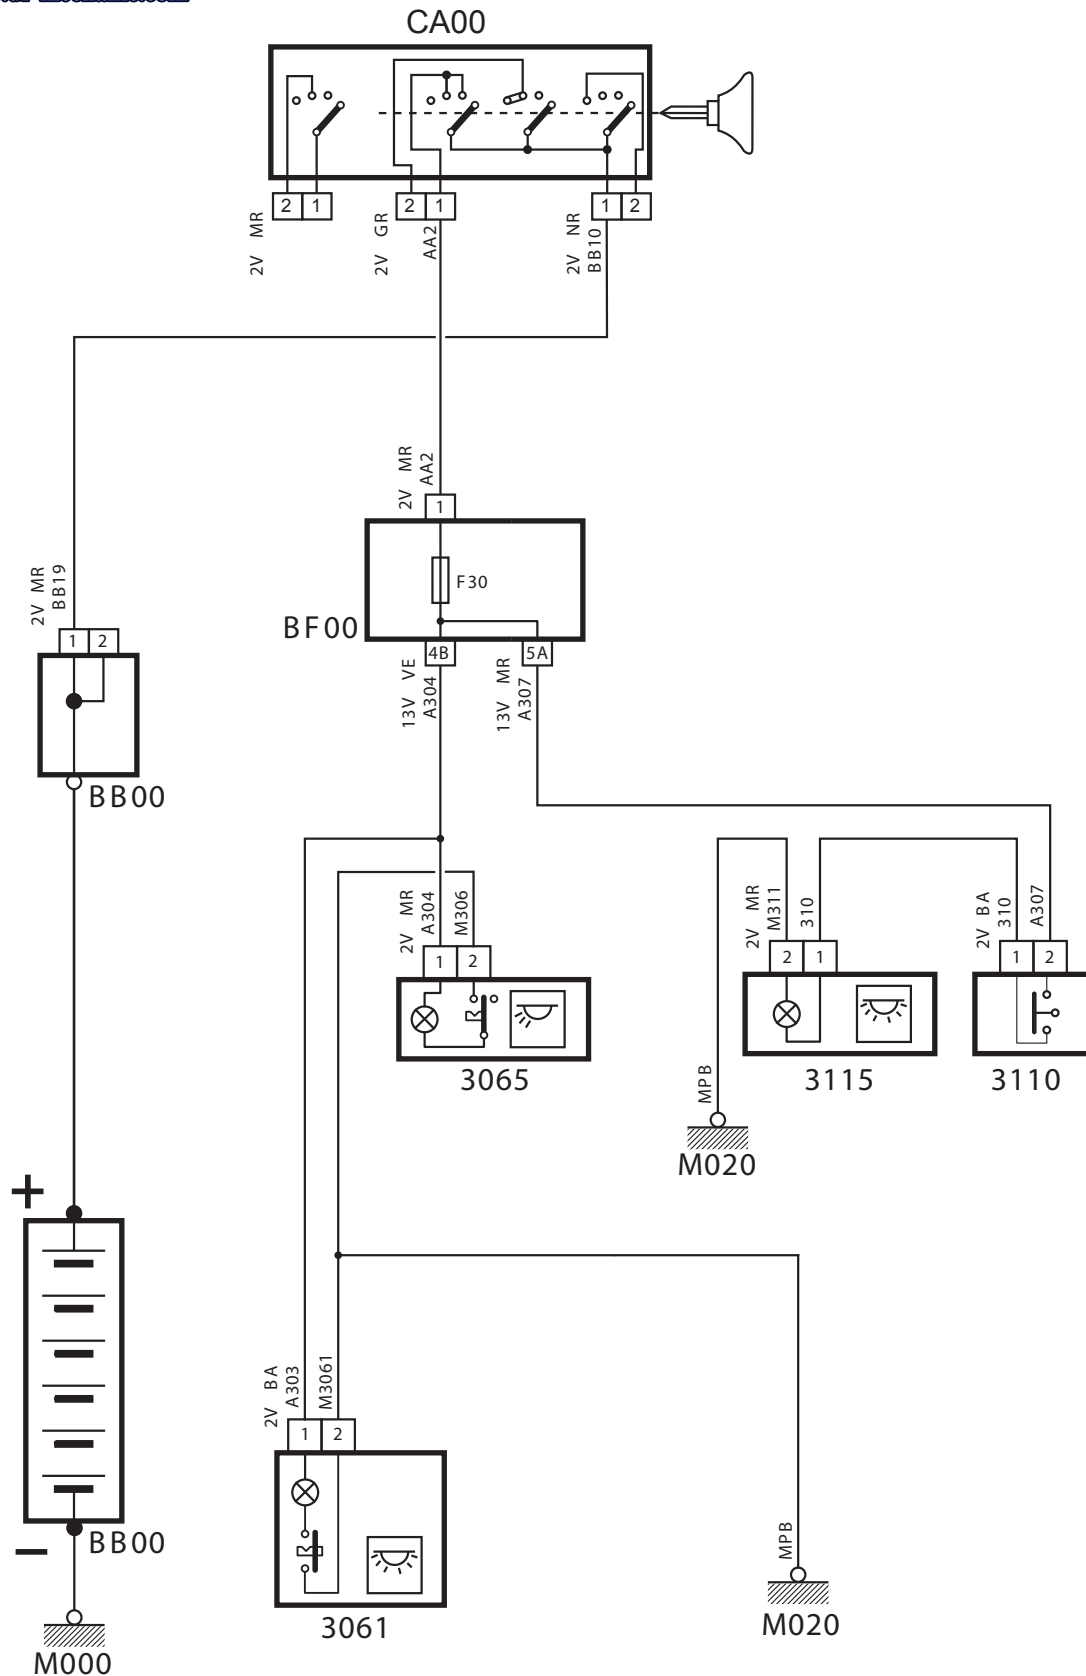 CA00
2 1
2 1
1 2
2V MR
2V GR
AA2
2V NR
BB10
2V MR
AA2
1
F30
BF00
4B
5A
13V VE
A304
13V MR
A307
2V MR
BB19
1 2
BB00
2V MR
A304
M306
1 2
3065
2V MR
M311
310
2 1
3115
2V BA
310
A307
1 2
3110
MPB
M020
+
BB00
–
M000
2V BA
A303
M3061
1 2
3061
MPB
M020